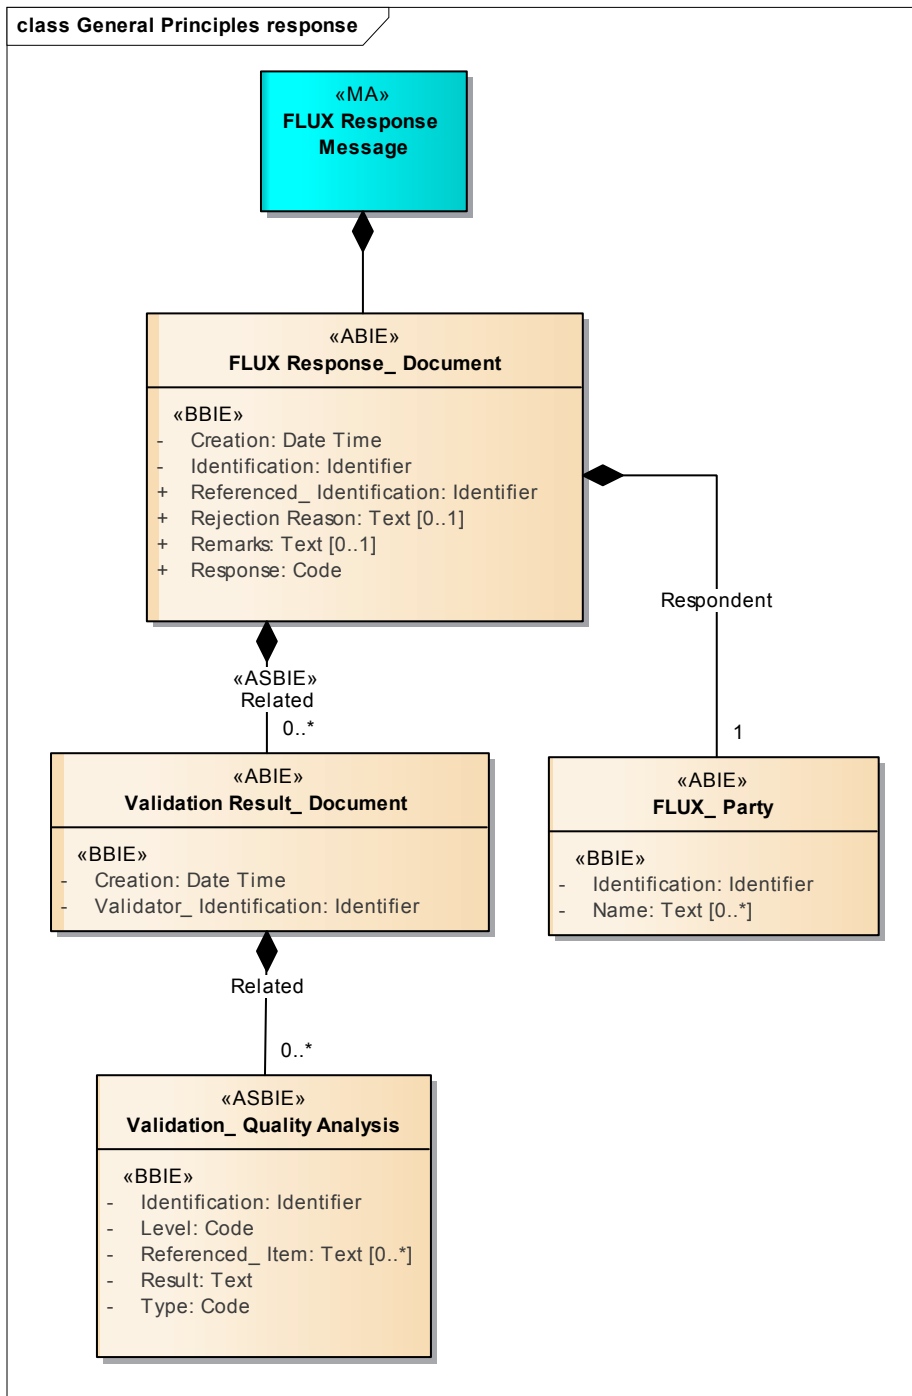 class General Principles response
«MA»
FLUX Response
Message
«ABIE»
FLUX Response_ Document
«BBIE»
- Creation: Date Time
- Identification: Identifier
+ Referenced_ Identification: Identifier
+ Rejection Reason: Text [0..1]
+ Remarks: Text [0..1]
+ Response: Code
Respondent
1
«ASBIE»
Related
0..*
«ABIE»
Validation Result_ Document
«BBIE»
- Creation: Date Time
- Validator_ Identification: Identifier
«ABIE»
FLUX_ Party
«BBIE»
- Identification: Identifier
- Name: Text [0..*]
Related
0..*
«ASBIE»
Validation_ Quality Analysis
«BBIE»
- Identification: Identifier
- Level: Code
- Referenced_ Item: Text [0..*]
- Result: Text
- Type: Code